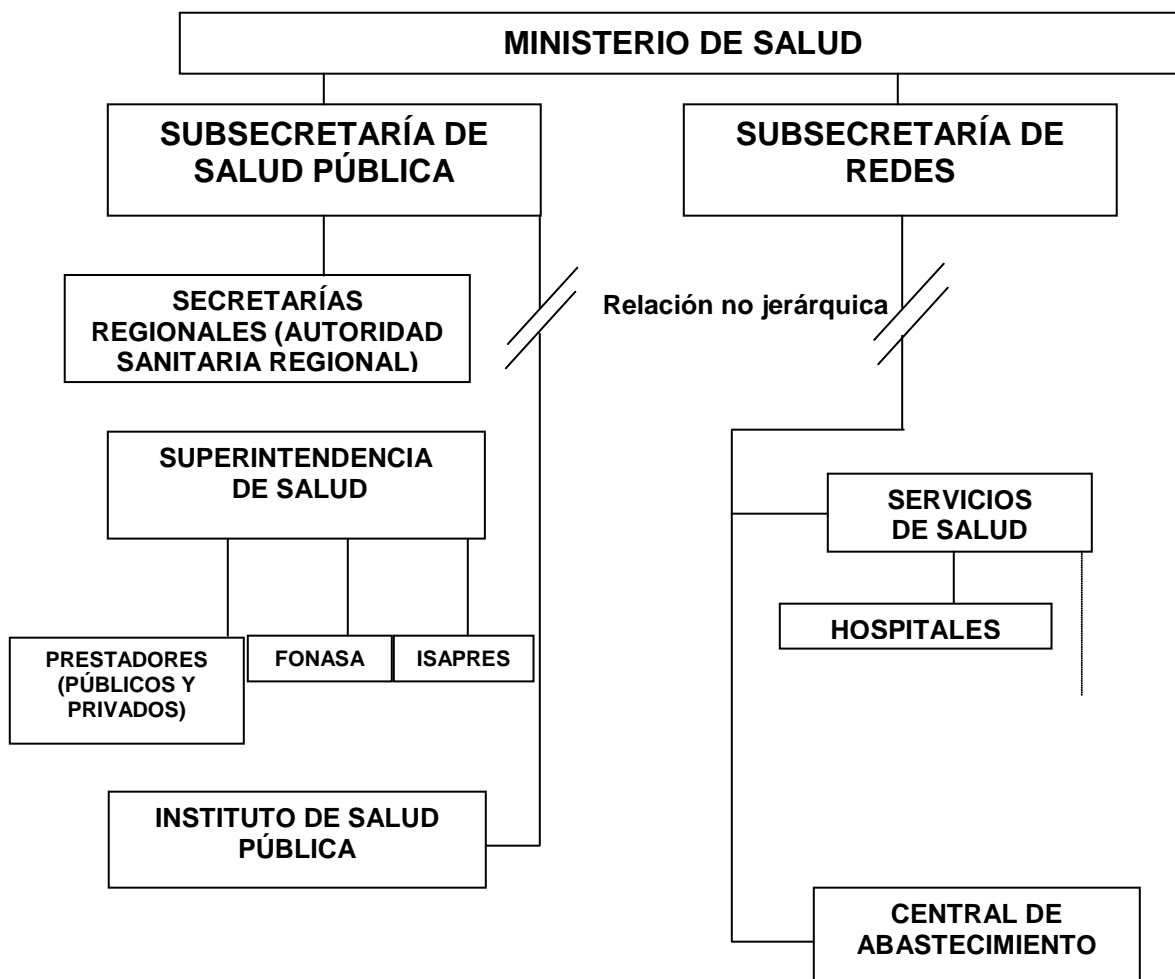 MINISTERIO DE SALUD
SUBSECRETARÍA DE
SALUD PÚBLICA
SUBSECRETARÍA DE
REDES
SECRETARÍAS
REGIONALES (AUTORIDAD
SANITARIA REGIONAL)
Relación no jerárquica
SUPERINTENDENCIA
DE SALUD
SERVICIOS
DE SALUD
HOSPITALES
PRESTADORES
(PÚBLICOS Y
PRIVADOS)
FONASA
ISAPRES
INSTITUTO DE SALUD
PÚBLICA
CENTRAL DE
ABASTECIMIENTO